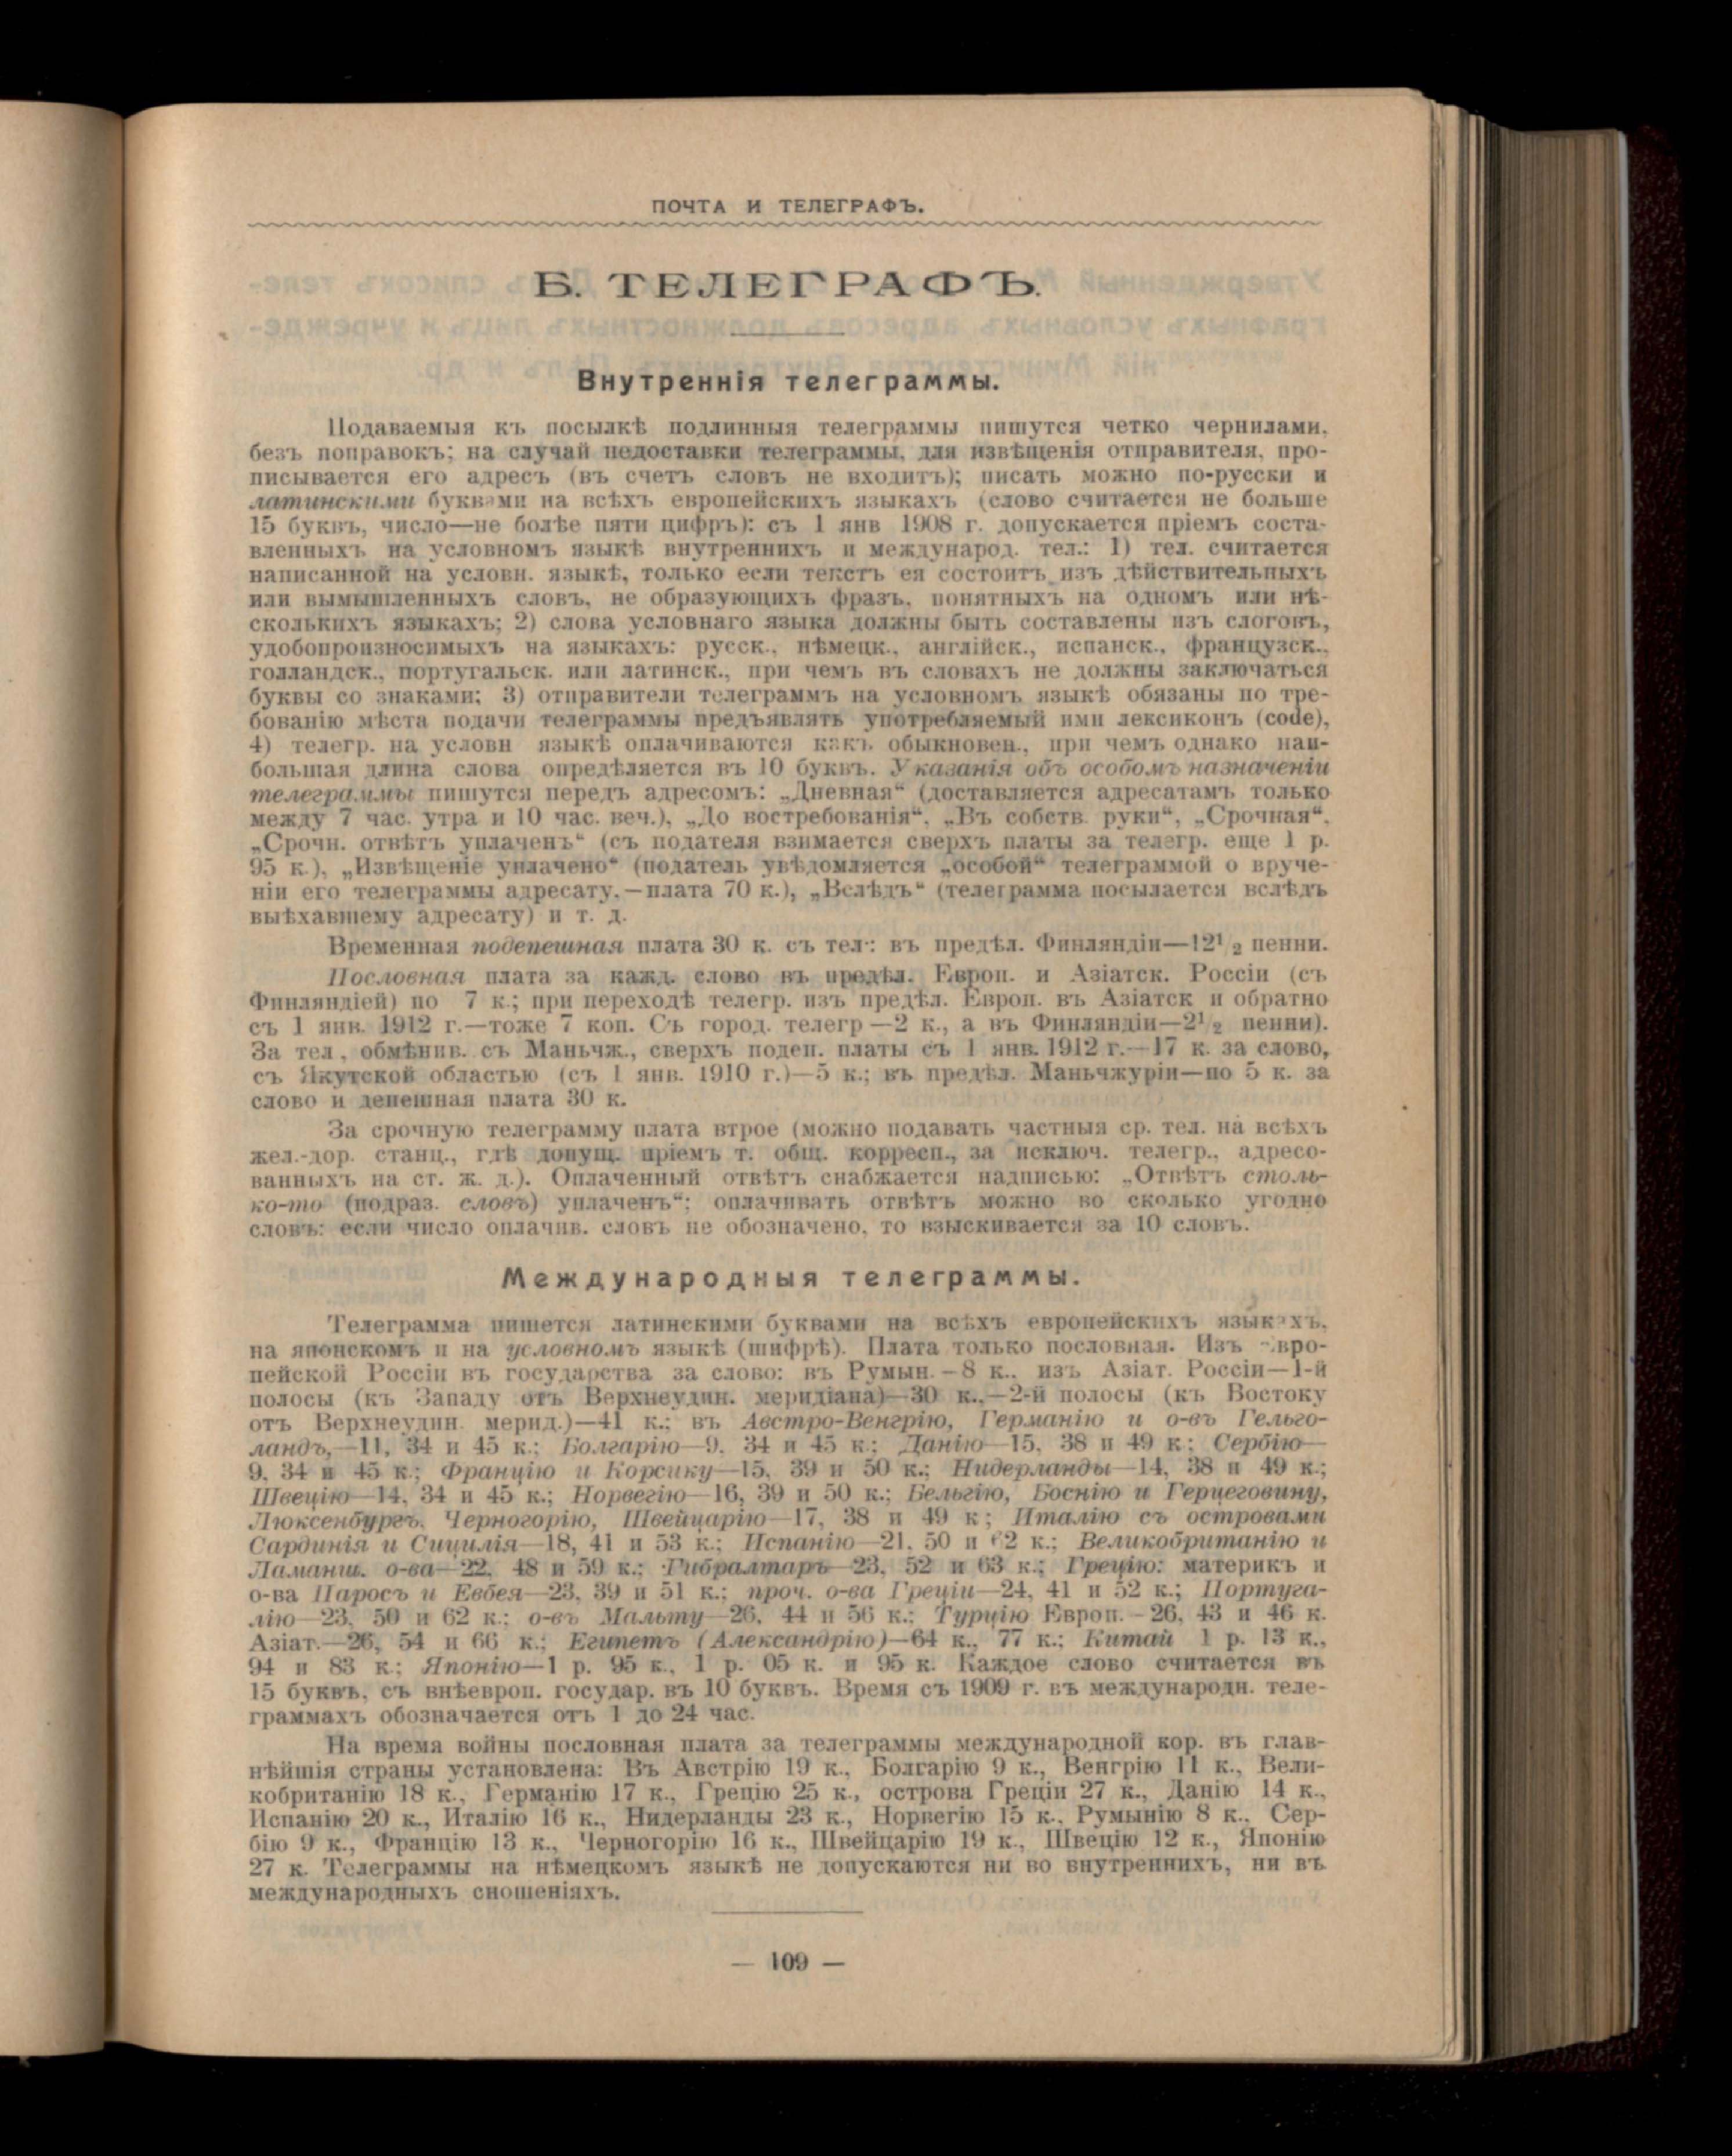 ПОЧТА И ТЕЛЕГРАФЪ.
Б. ТЕЛЕГРАФЪ.
Внутреннія телеграммы.
Подаваемыя къ посылкѣ подлинныя телеграммы пишутся четко чернилами,
безъ поправокъ; на случай недоставки телеграммы, для извѣщенія отправителя, про-
писывается его адресъ (въ счетъ словъ не входитъ); писать можно по-русски и
латинскими буквами на всѣхъ европейскихъ языкахъ (слово считается не больше
15 буквъ, число—не болѣе пяти цифръ): съ 1 янв 1908 г. допускается пріемъ соста-
вленныхъ на условномъ языкѣ внутреннихъ и международ. тел.: 1) тел. считается
написанной на условн. языкѣ, только если текстъ ея состоитъ изъ дѣйствительныхъ
или вымышленныхъ словъ, не образующихъ фразъ, понятныхъ на одномъ или нѣ-
сколькихъ языкахъ; 2) слова условнаго языка должны быть составлены изъ слоговъ,
удобопроизносимыхъ на языкахъ: русск., нѣмецк., англійск., испанск., французск.,
голландск., португальск. или латинск., при чемъ въ словахъ не должны заключаться
буквы со знаками; 3) отправители телеграммъ на условномъ языкѣ обязаны по тре-
бованію мѣста подачи телеграммы предъявлять употребляемый ими лексиконъ (code),
4) телегр. на условн языкѣ оплачиваются какъ обыкновен., при чемъ однако наи-
большая длина слова опредѣляется въ 10 буквъ. Указанія объ особомъ назначеніи
телеграммы пишутся передъ адресомъ: „Дневная“ (доставляется адресатамъ только
между 7 час. утра и 10 час. веч.), „До востребованія“, „Въ собств. руки“, „Срочная“,
„Срочн. отвѣтъ уплаченъ“ (съ подателя взимается сверхъ платы за телегр. еще 1 р.
95 к.), „Извѣщеніе уплачено“ (податель увѣдомляется „особой“ телеграммой о вруче-
ніи его телеграммы адресату.—плата 70 к.), „Вслѣдъ“ (телеграмма посылается вслѣдъ
выѣхавшему адресату) и т. д.
Временная подепешная плата 30 к. съ тел·: въ предѣл. Финляндіи—12½ пенни.
Пословная плата за кажд. слово въ предѣл. Европ. и Азіатск. Россіи (съ
Финляндіей) по 7 к.; при переходѣ телегр. изъ предѣл. Европ. въ Азіатск и обратно
съ 1 янв. 1912 г.—тоже 7 коп. Съ город. телегр—2 к., а въ Финляндіи—2½ пенни).
За тел, обмѣнив. съ Маньчж., сверхъ подеп. платы съ 1 янв. 1912 г.—17 к. за слово,
съ Якутской областью (съ 1 янв. 1910 г.)—5 к.; въ предѣл. Маньчжуріи—по 5 к. за
слово и депешная плата 30 к.
За срочную телеграмму плата втрое (можно подавать частныя ср. тел. на всѣхъ
жел.-дор. станц., гдѣ допущ. пріемъ т. общ. корресп., за исключ. телегр., адресо-
ванныхъ на ст. ж. д.). Оплаченный отвѣтъ снабжается надписью: „Отвѣтъ столь-
ко-то (подраз. словъ) уплаченъ“; оплачивать отвѣтъ можно во сколько угодно
словъ: если число оплачив. словъ не обозначено, то взыскивается за 10 словъ.
Международныя телеграммы.
Телеграмма пишется латинскими буквами на всѣхъ европейскихъ языкахъ,
на японскомъ и на условномъ языкѣ (шифрѣ). Плата только пословная. Изъ Евро-
пейской Россіи въ государства за слово: въ Румын.—8 к., изъ Азіат. Россіи—1-й
полосы (къ Западу отъ Верхнеудин. меридіана)—30 к.,—2-й полосы (къ Востоку
отъ Верхнеудин. мерид.)—41 к.; въ Австро-Венгрію, Германію и о-въ Гельго-
ландъ,—11, 34 и 45 к.; Болгарію—9, 34 и 45 к.; Данію—15, 38 и 49 к; Сербію—
9, 34 и 45 к.; Францію и Корсику—15, 39 и 50 к.; Нидерланды—14, 38 и 49 к.;
Швецію—14, 34 и 45 к.; Норвегію—16, 39 и 50 к.; Бельгію, Боснію и Герцеговину,
Люксенбургъ, Черногорію, Швейцарію—17, 38 и 49 к; Италію съ островами
Сардинія и Сицилія—18, 41 и 53 к.; Испанію—21, 50 и 62 к.; Великобританію и
Ламанш. о-ва—22, 48 и 59 к.; Гибралтаръ—23, 52 и 63 к.; Грецію: материкъ и
о-ва Паросъ и Евбея—23, 39 и 51 к.; проч. о-ва Греціи—24, 41 и 52 к.; Португа-
лію—23, 50 и 62 к.; о-въ Мальту—26, 44 и 56 к.; Турцію Европ.—26, 43 и 46 к.
Азіат.—26, 54 и 66 к.; Египетъ (Александрію)—64 к., 77 к.; Китай 1 р. 13 к.,
94 и 83 к.; Японію—1 р. 95 к., 1 р. 05 к. и 95 к. Каждое слово считается въ
15 буквъ, съ внѣевроп. государ. въ 10 буквъ. Время съ 1909 г. въ международн. теле-
граммахъ обозначается отъ 1 до 24 час.
На время войны пословная плата за телеграммы международной кор. въ глав-
нѣйшія страны установлена: Въ Австрію 19 к., Болгарію 9 к., Венгрію 11 к., Вели-
кобританію 18 к., Германію 17 к., Грецію 25 к., острова Греціи 27 к., Данію 14 к.,
Испанію 20 к., Италію 16 к., Нидерланды 23 к., Норвегію 15 к., Румынію 8 к., Сер-
бію 9 к., Францію 13 к., Черногорію 16 к., Швейцарію 19 к., Швецію 12 к., Японію
27 к. Телеграммы на нѣмецкомъ языкѣ не допускаются ни во внутреннихъ, ни въ
международныхъ сношеніяхъ.
— 109 —